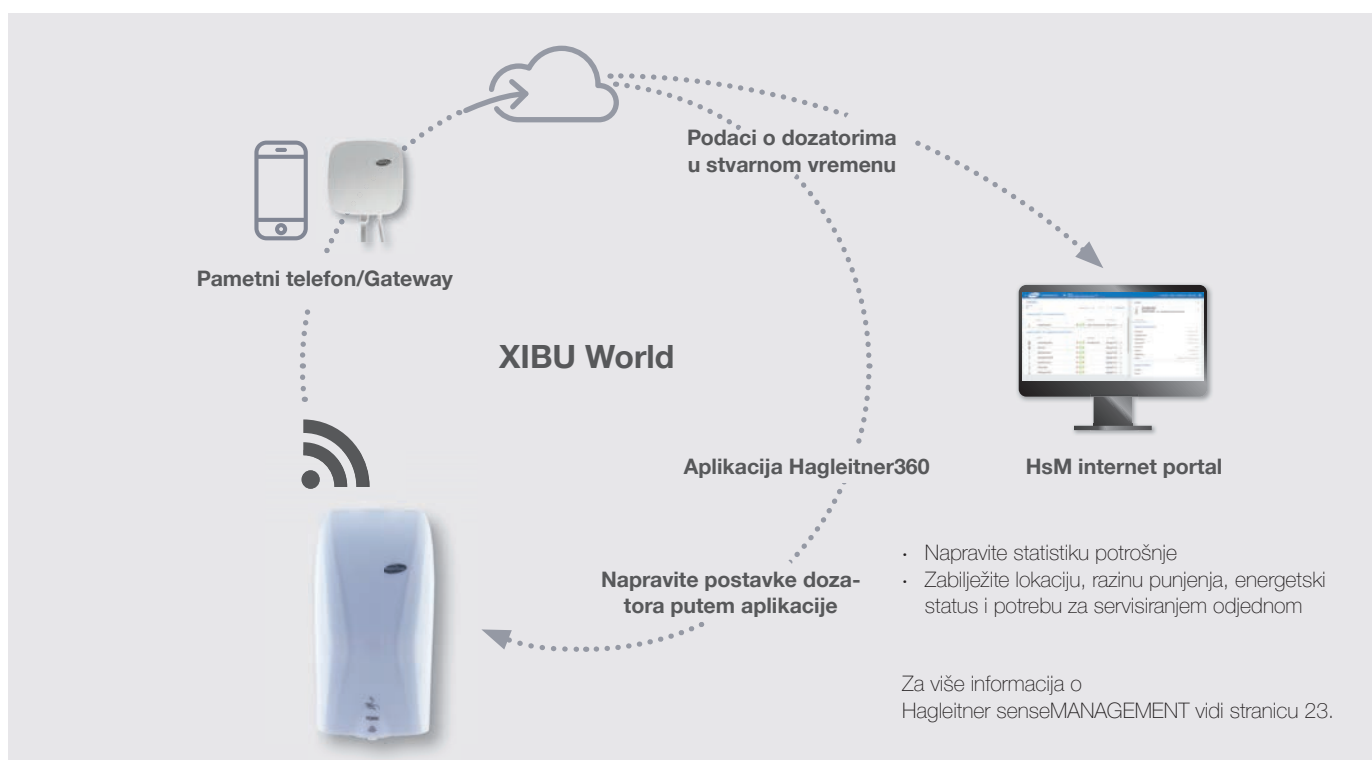 Podaci o dozatorima
u stvarnom vremenu
Pametni telefon/Gateway
XIBU World
Aplikacija Hagleitner360
HsM internet portal
Napravite postavke doza-
tora putem aplikacije
· Napravite statistiku potrošnje
· Zabilježite lokaciju, razinu punjenja, energetski
status i potrebu za servisiranjem odjednom
Za više informacija o
Hagleitner senseMANAGEMENT vidi stranicu 23.